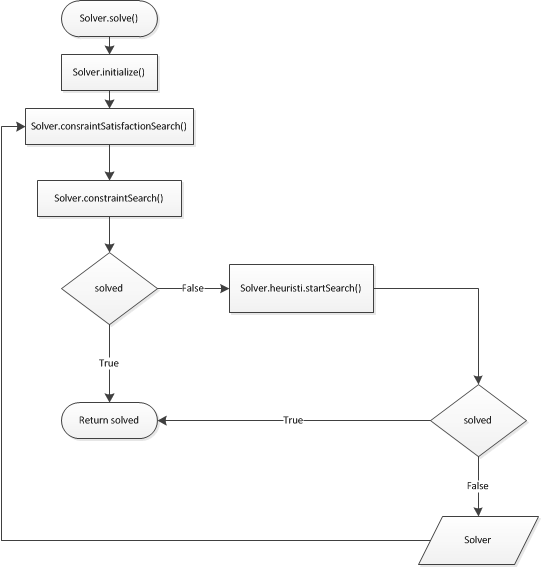 Solver.solve()
Solver.initialize()
Solver.consraintSatisfactionSearch()
Solver.constraintSearch()
solved
False
Solver.heuristi.startSearch()
True
Return solved
True
solved
False
Solver